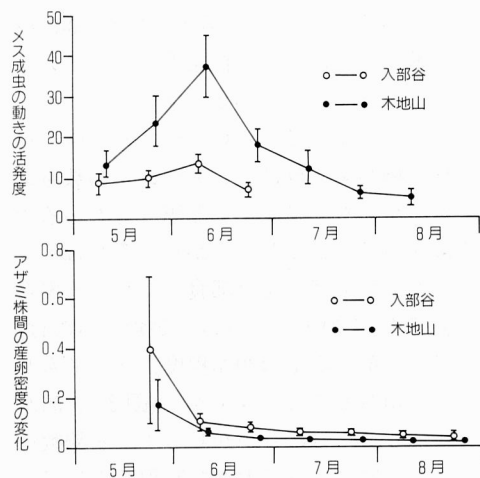 メス成虫の動きの活発度
50
40
30
20
10
0
入部谷
木地山
5月 6月 7月 8月
アザミ株間の産卵密度の変化
0.8
0.6
0.4
0.2
0
入部谷
木地山
5月 6月 7月 8月